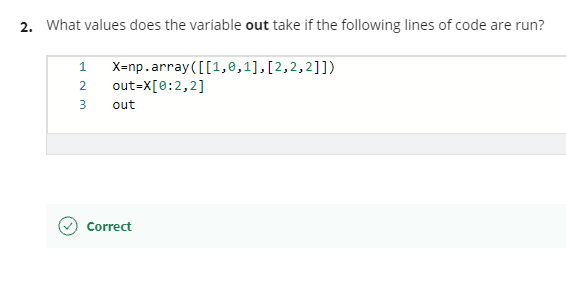 2. What values does the variable out take if the following lines of code are run?
1 X=np.array([[1,0,1],[2,2,2]])
2 out=X[0:2,2]
3 out
Correct